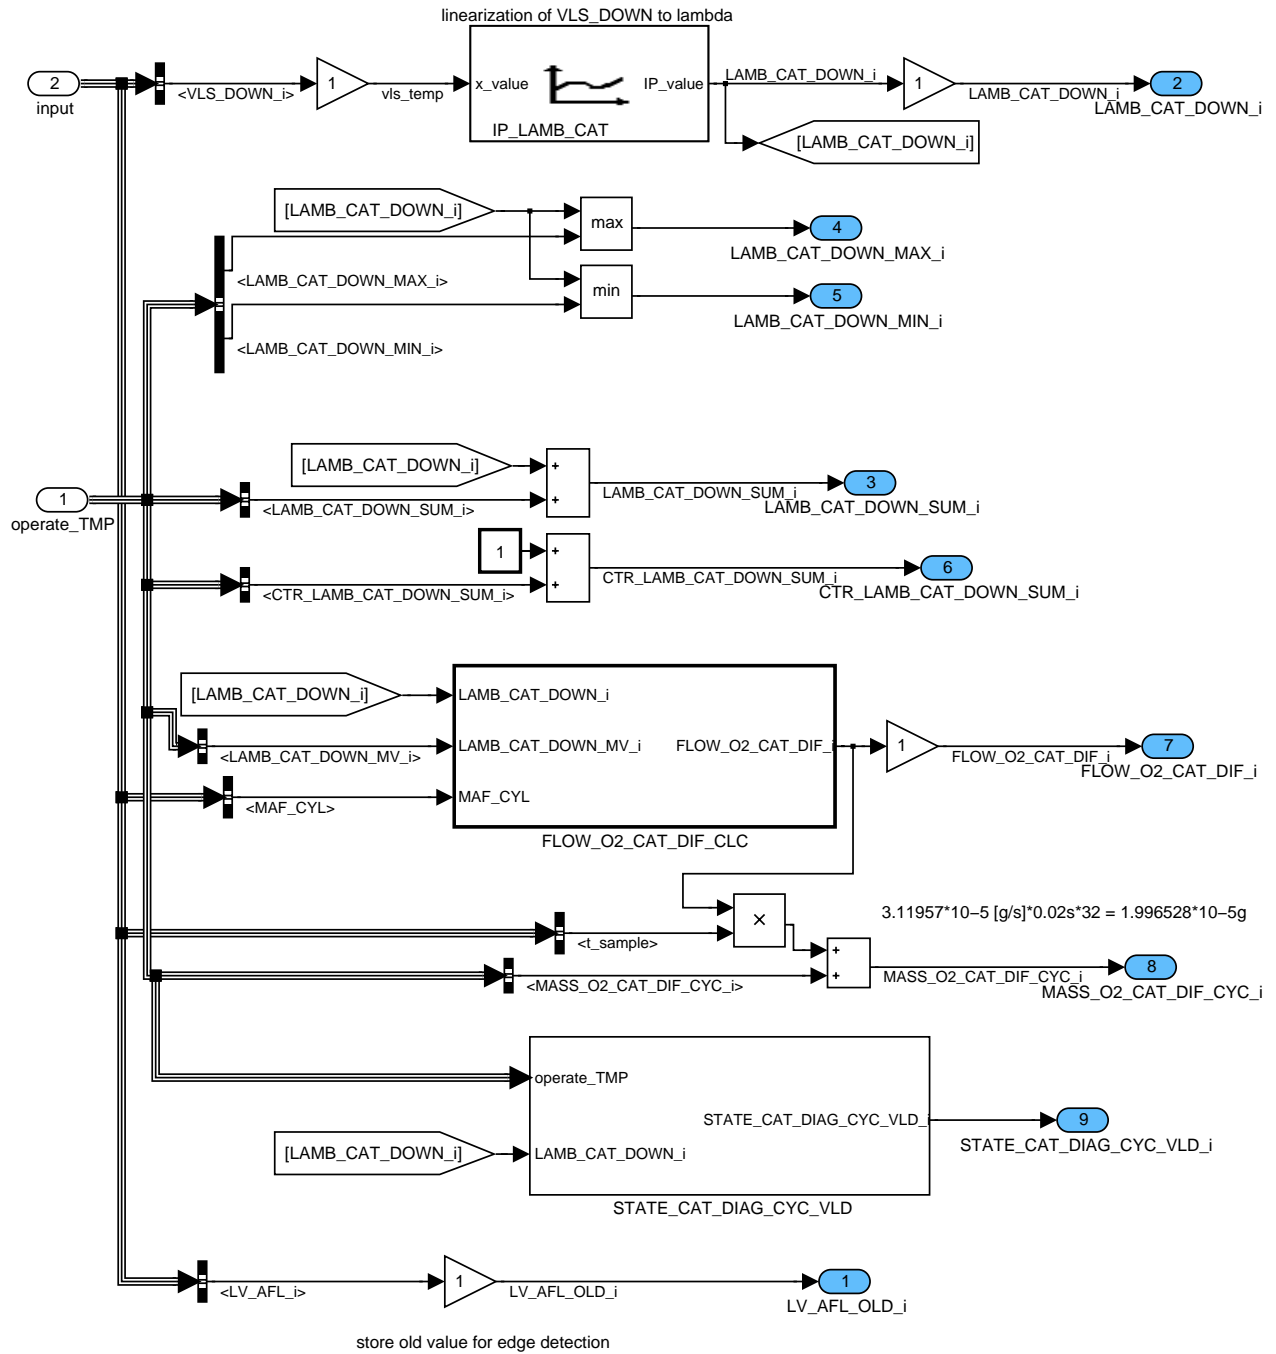 linearization of VLS_DOWN to lambda
2
input
<VLS_DOWN_i>
1
vls_temp
x_value
IP_value
IP_LAMB_CAT
LAMB_CAT_DOWN_i
1
LAMB_CAT_DOWN_i
2
LAMB_CAT_DOWN_i
[LAMB_CAT_DOWN_i]
[LAMB_CAT_DOWN_i]
max
4
LAMB_CAT_DOWN_MAX_i
<LAMB_CAT_DOWN_MAX_i>
min
5
LAMB_CAT_DOWN_MIN_i
<LAMB_CAT_DOWN_MIN_i>
[LAMB_CAT_DOWN_i]
+
+
1
operate_TMP
<LAMB_CAT_DOWN_SUM_i>
LAMB_CAT_DOWN_SUM_i
3
LAMB_CAT_DOWN_SUM_i
1
+
+
<CTR_LAMB_CAT_DOWN_SUM_i>
CTR_LAMB_CAT_DOWN_SUM_i
6
CTR_LAMB_CAT_DOWN_SUM_i
[LAMB_CAT_DOWN_i]
LAMB_CAT_DOWN_i
<LAMB_CAT_DOWN_MV_i>
LAMB_CAT_DOWN_MV_i
FLOW_O2_CAT_DIF_i
1
FLOW_O2_CAT_DIF_i
7
FLOW_O2_CAT_DIF_i
<MAF_CYL>
MAF_CYL
FLOW_O2_CAT_DIF_CLC
×
3.11957*10−5 [g/s]*0.02s*32 = 1.996528*10−5g
<t_sample>
+
+
<MASS_O2_CAT_DIF_CYC_i>
MASS_O2_CAT_DIF_CYC_i
8
MASS_O2_CAT_DIF_CYC_i
operate_TMP
STATE_CAT_DIAG_CYC_VLD_i
9
STATE_CAT_DIAG_CYC_VLD_i
[LAMB_CAT_DOWN_i]
LAMB_CAT_DOWN_i
STATE_CAT_DIAG_CYC_VLD
<LV_AFL_i>
1
LV_AFL_OLD_i
1
LV_AFL_OLD_i
store old value for edge detection